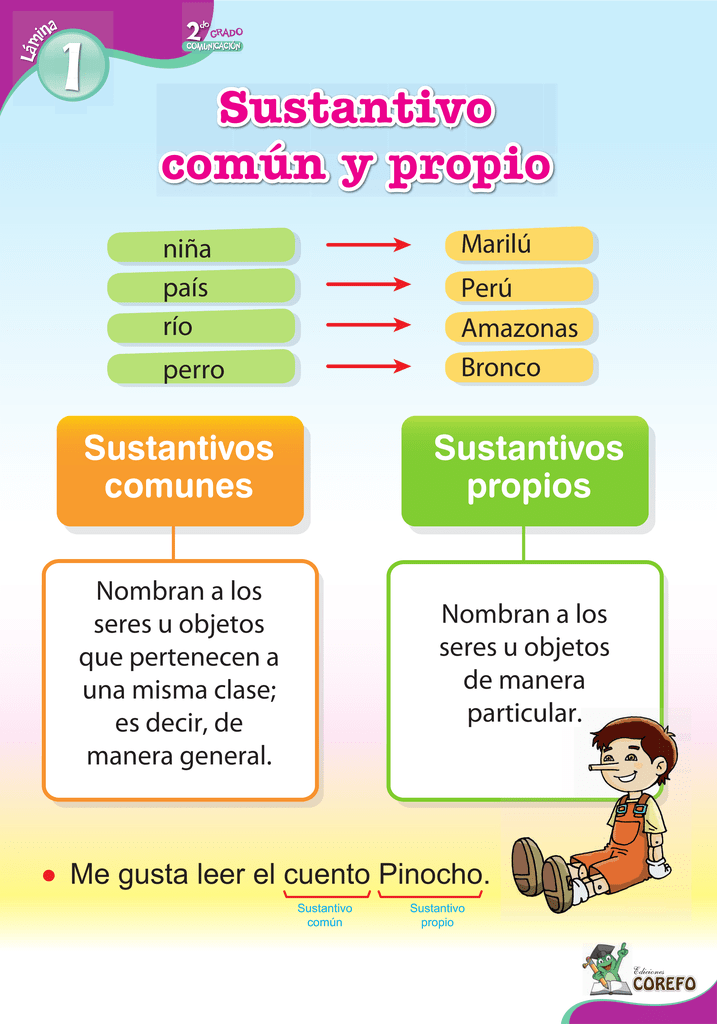 Lámina
1
2do GRADO
COMUNICACIÓN
Sustantivo
común y propio
niña
Marilú
país
Perú
río
Amazonas
perro
Bronco
Sustantivos
comunes
Sustantivos
propios
Nombran a los
seres u objetos
que pertenecen a
una misma clase;
es decir, de
manera general.
Nombran a los
seres u objetos
de manera
particular.
Me gusta leer el cuento Pinocho.
Sustantivo
común
Sustantivo
propio
Ediciones
COREFO